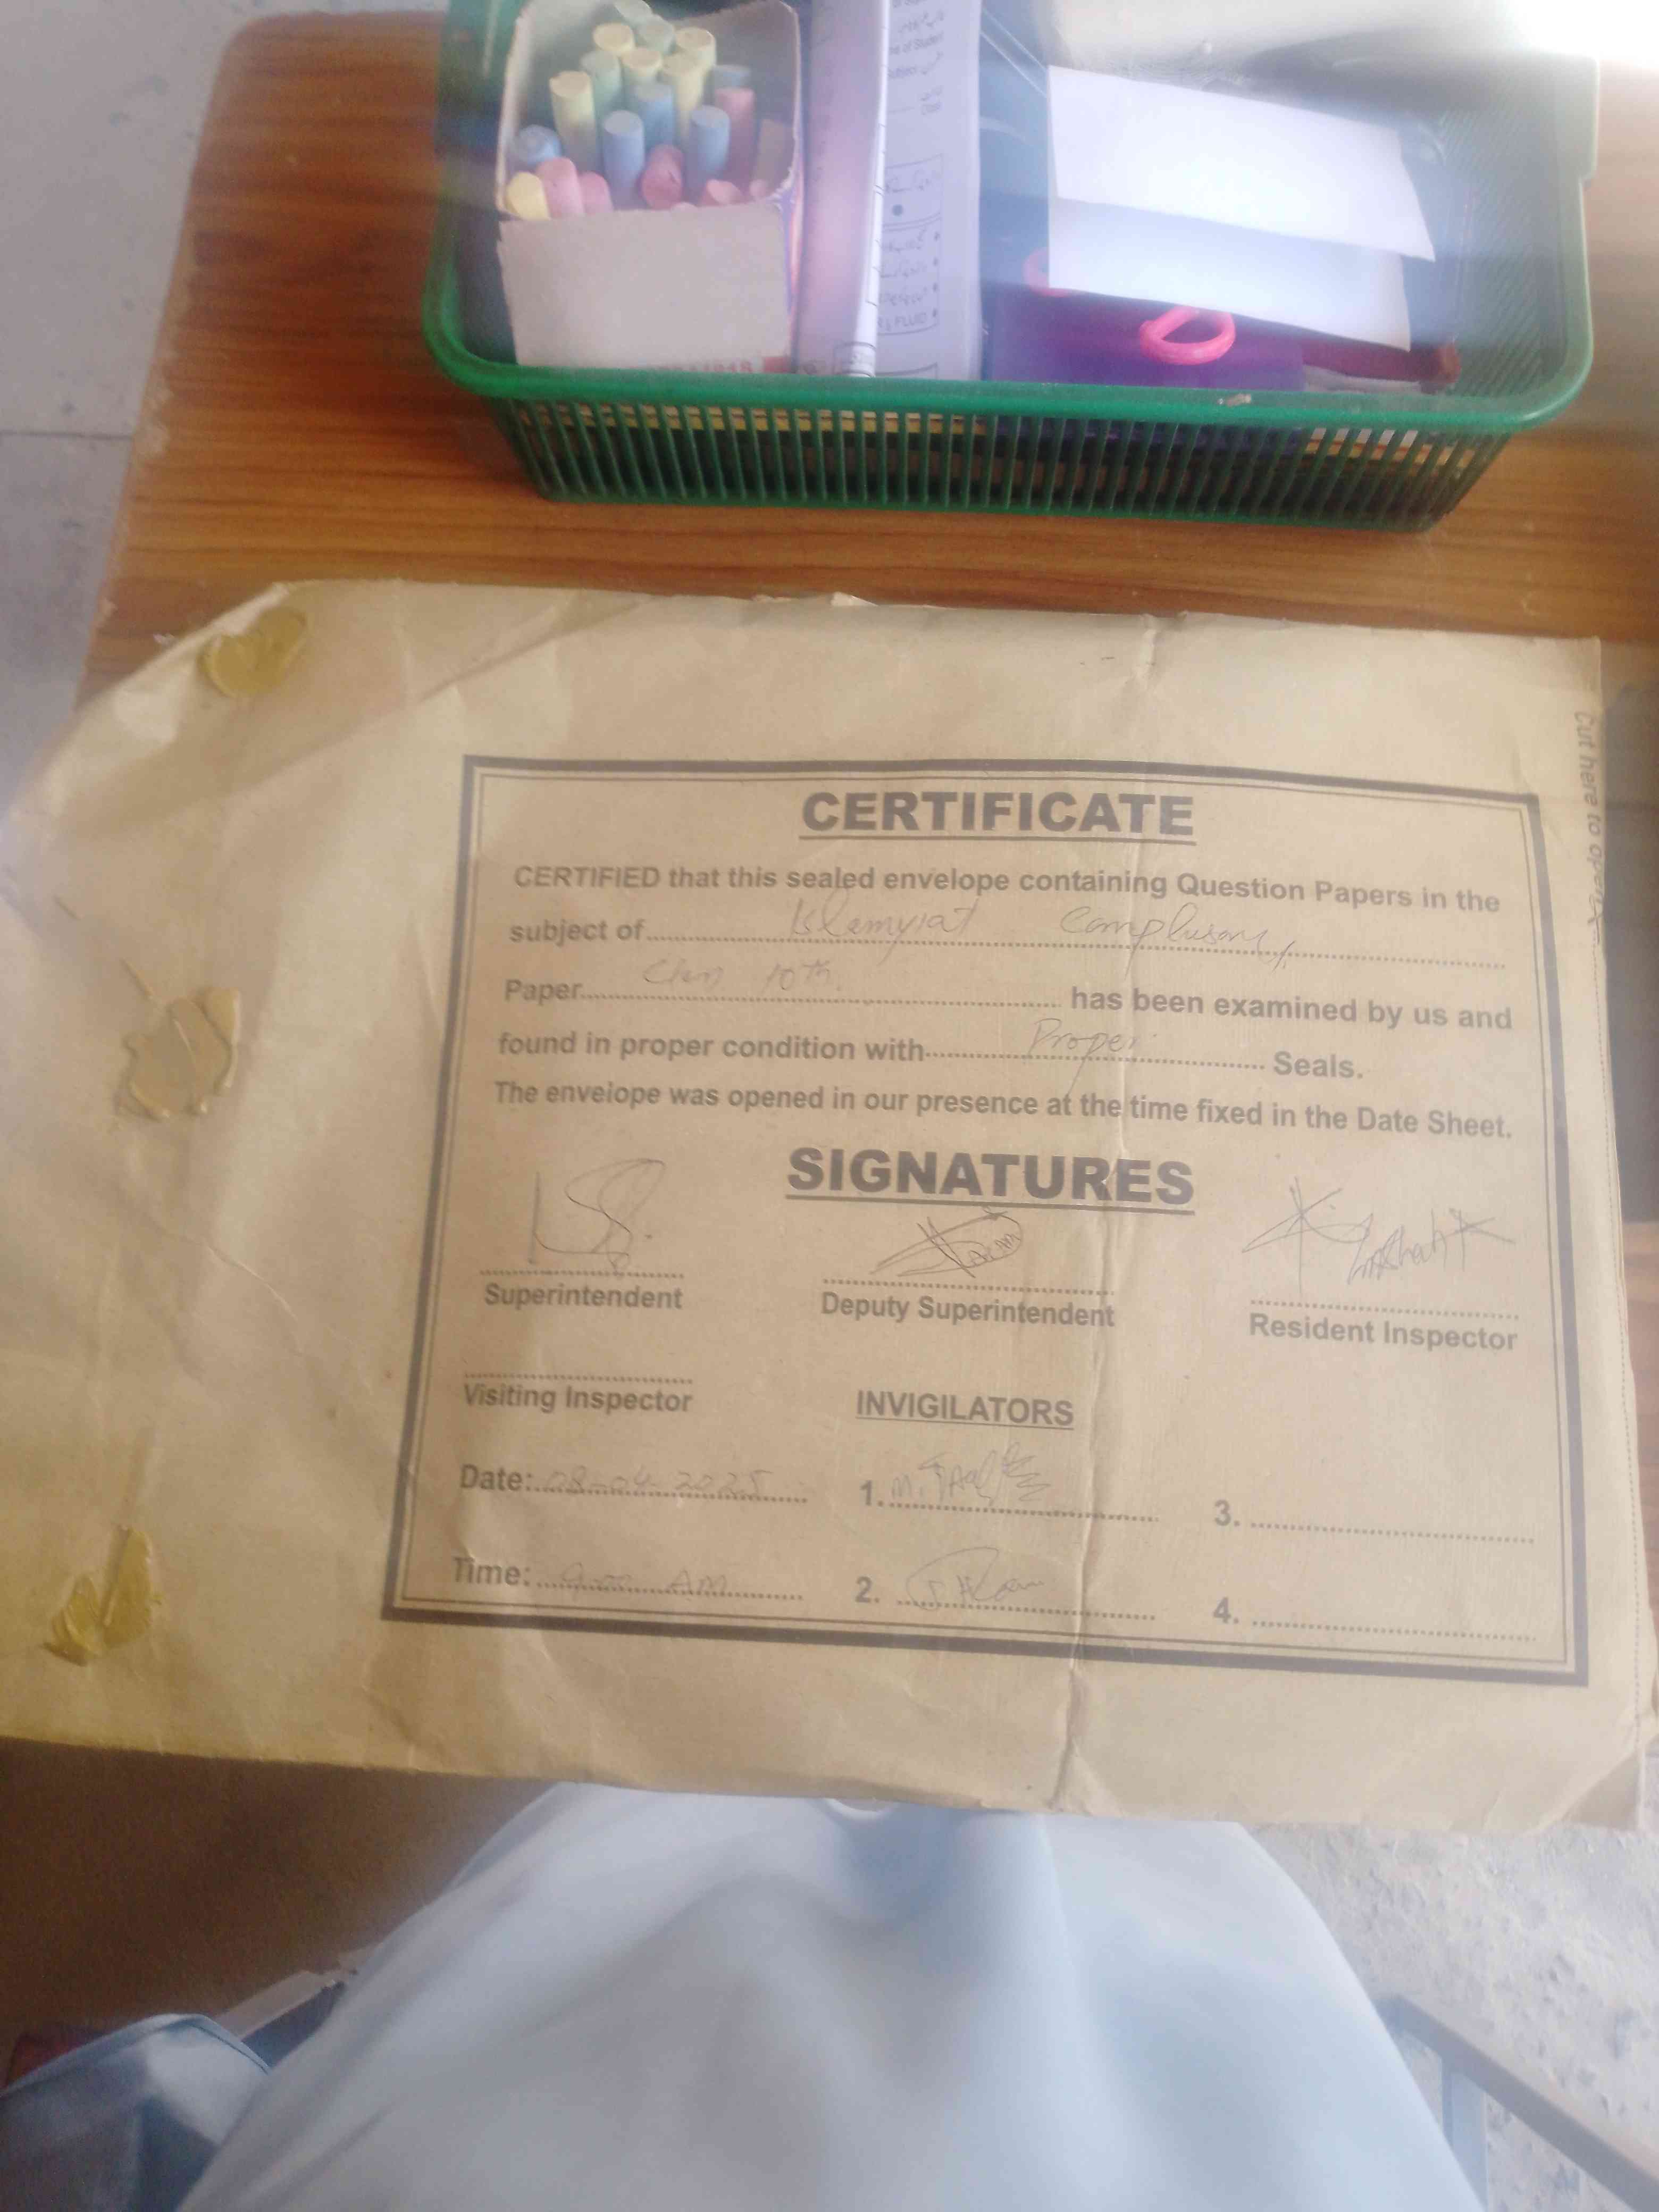 of Student
FLUID
Cut here to open
CERTIFICATE
CERTIFIED that this sealed envelope containing Question Papers in the
subject of Islamyiat Complusory
Paper Class 10th has been examined by us and
found in proper condition with Proper Seals.
The envelope was opened in our presence at the time fixed in the Date Sheet.
SIGNATURES
Superintendent Deputy Superintendent Resident Inspector
Visiting Inspector INVIGILATORS
Date: 08-04-2025 1. M. 3.
Time: 9:00 AM 2. 4.